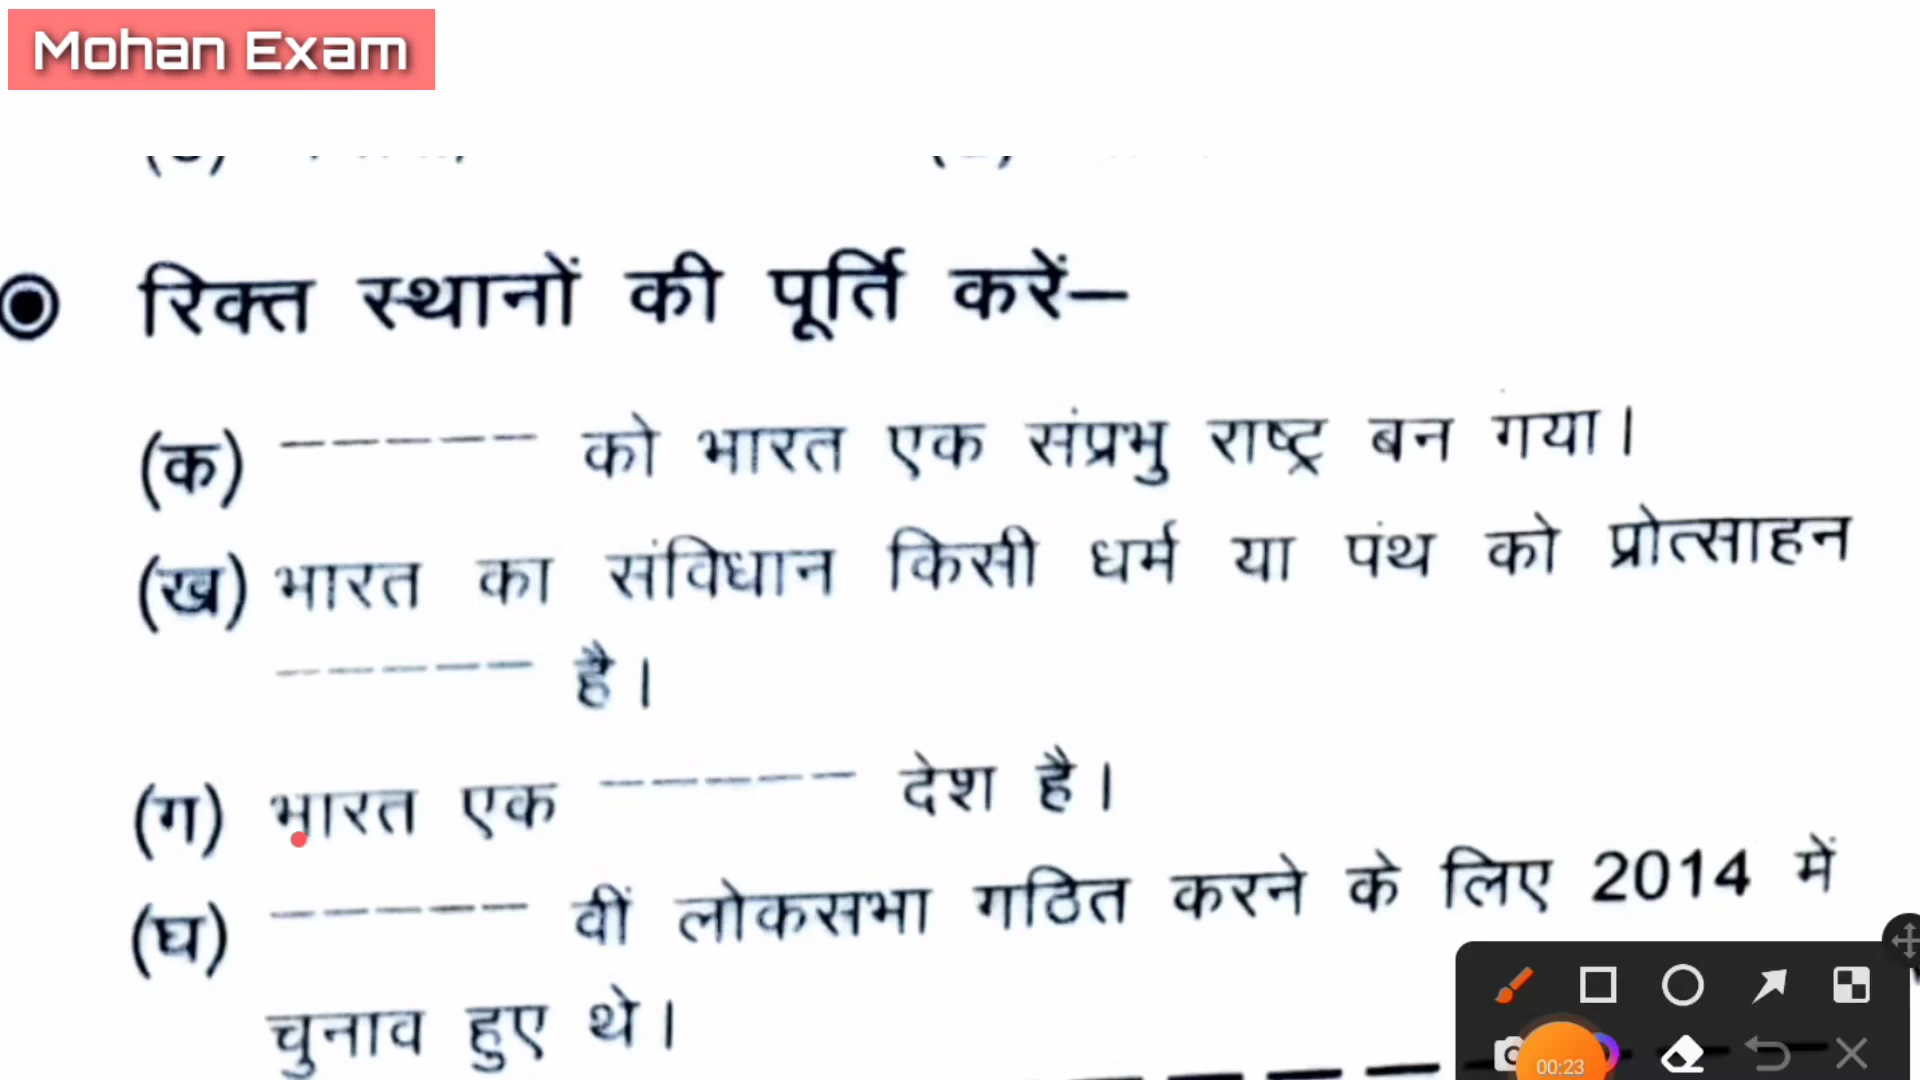 Mohan Exam
रिक्त स्थानों की पूर्ति करें—
(क) ------ को भारत एक संप्रभु राष्ट्र बन गया।
(ख) भारत का संविधान किसी धर्म या पंथ को प्रोत्साहन
------ है।
(ग) भारत एक ------ देश है।
(घ) ------ वीं लोकसभा गठित करने के लिए 2014 में
चुनाव हुए थे।
00:23